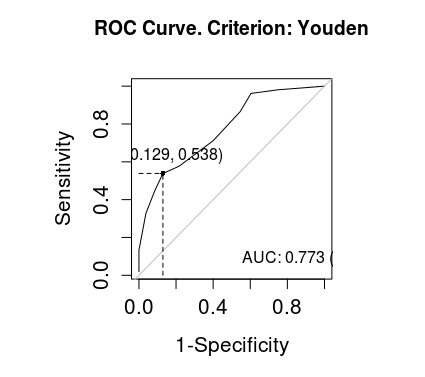 ROC Curve. Criterion: Youden
0.129, 0.538)
AUC: 0.773 (
Sensitivity
0.0 0.4 0.8
0.0 0.4 0.8
1-Specificity